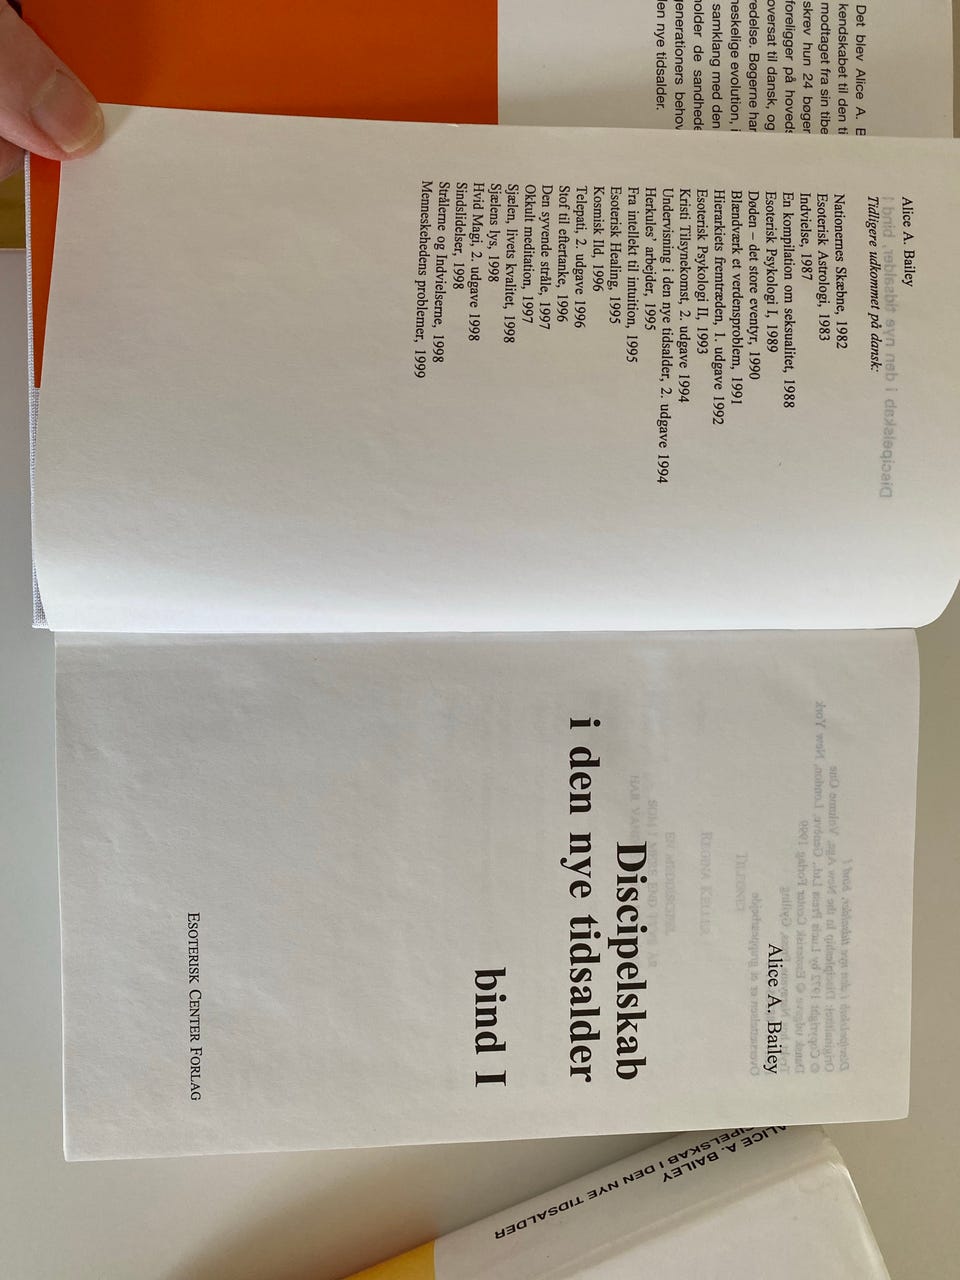 Det blev Alice A.
kendskabet til den
modtaget fra sin
skrev hun 24 bøger
foreligger på
oversat til dansk, og
Bøgerne har
evolution,
samklang med den
de
generationers
den nye tidsalder.
Alice A. Bailey
Tidligere udkommet på dansk:
Nationernes Skæbne, 1982
Esoterisk Astrologi, 1983
Indvielse, 1987
En kompilation om seksualitet, 1988
Esoterisk Psykologi I, 1989
Døden – det store eventyr, 1990
Blændværk et verdensproblem, 1991
Hierarkiets fremtræden, 1. udgave 1992
Esoterisk Psykologi II, 1993
Kristi Tilsynekomst, 2. udgave 1994
Undervisning i den nye tidsalder, 2. udgave 1994
Herkules' arbejder, 1995
Fra intellekt til intuition, 1995
Esoterisk Healing, 1995
Kosmisk Ild, 1996
Telepati, 2. udgave 1996
Stof til eftertanke, 1996
Den syvende stråle, 1997
Okkult meditation, 1997
Sjælen, livets kvalitet, 1998
Sjælens lys, 1998
Hvid Magi, 2. udgave 1998
Sindslidelser, 1998
Strålerne og Indvielserne, 1998
Menneskehedens problemer, 1999
Alice A. Bailey
Discipelskab
i den nye tidsalder
bind I
ESOTERISK CENTER FORLAG
ALICE A. BAILEY
DISCIPELSKAB I DEN NYE TIDSALDER